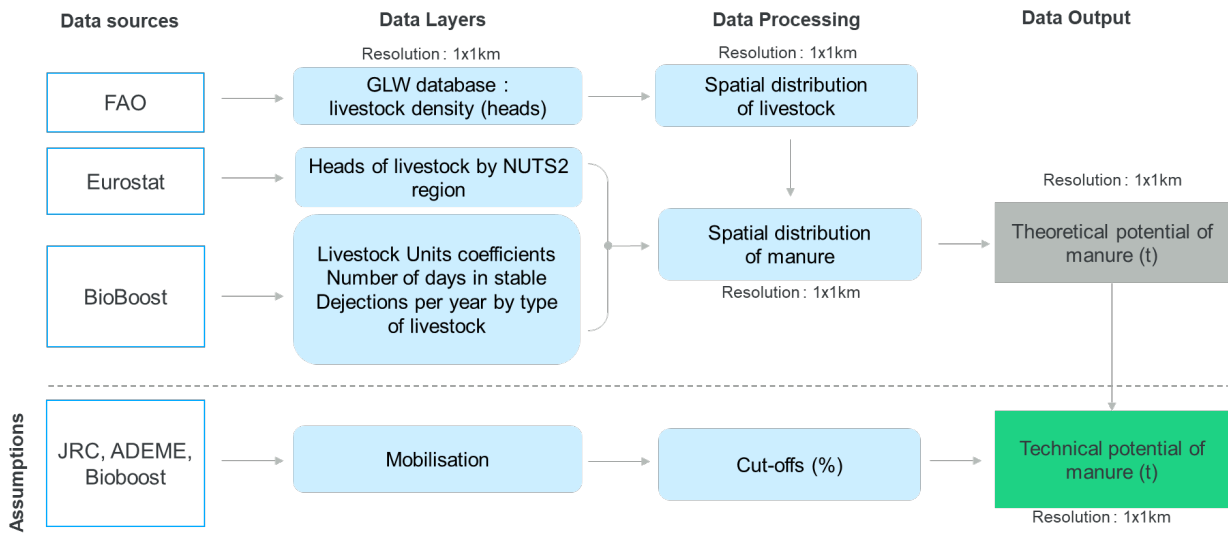 Data sources
Data Layers
Data Processing
Data Output
Resolution : 1x1km
Resolution : 1x1km
FAO
GLW database :
livestock density (heads)
Spatial distribution
of livestock
Eurostat
Heads of livestock by NUTS2
region
Resolution : 1x1km
BioBoost
Livestock Units coefficients
Number of days in stable
Dejections per year by type
of livestock
Spatial distribution
of manure
Resolution : 1x1km
Theoretical potential of
manure (t)
Assumptions
JRC, ADEME,
Bioboost
Mobilisation
Cut-offs (%)
Technical potential of
manure (t)
Resolution : 1x1km